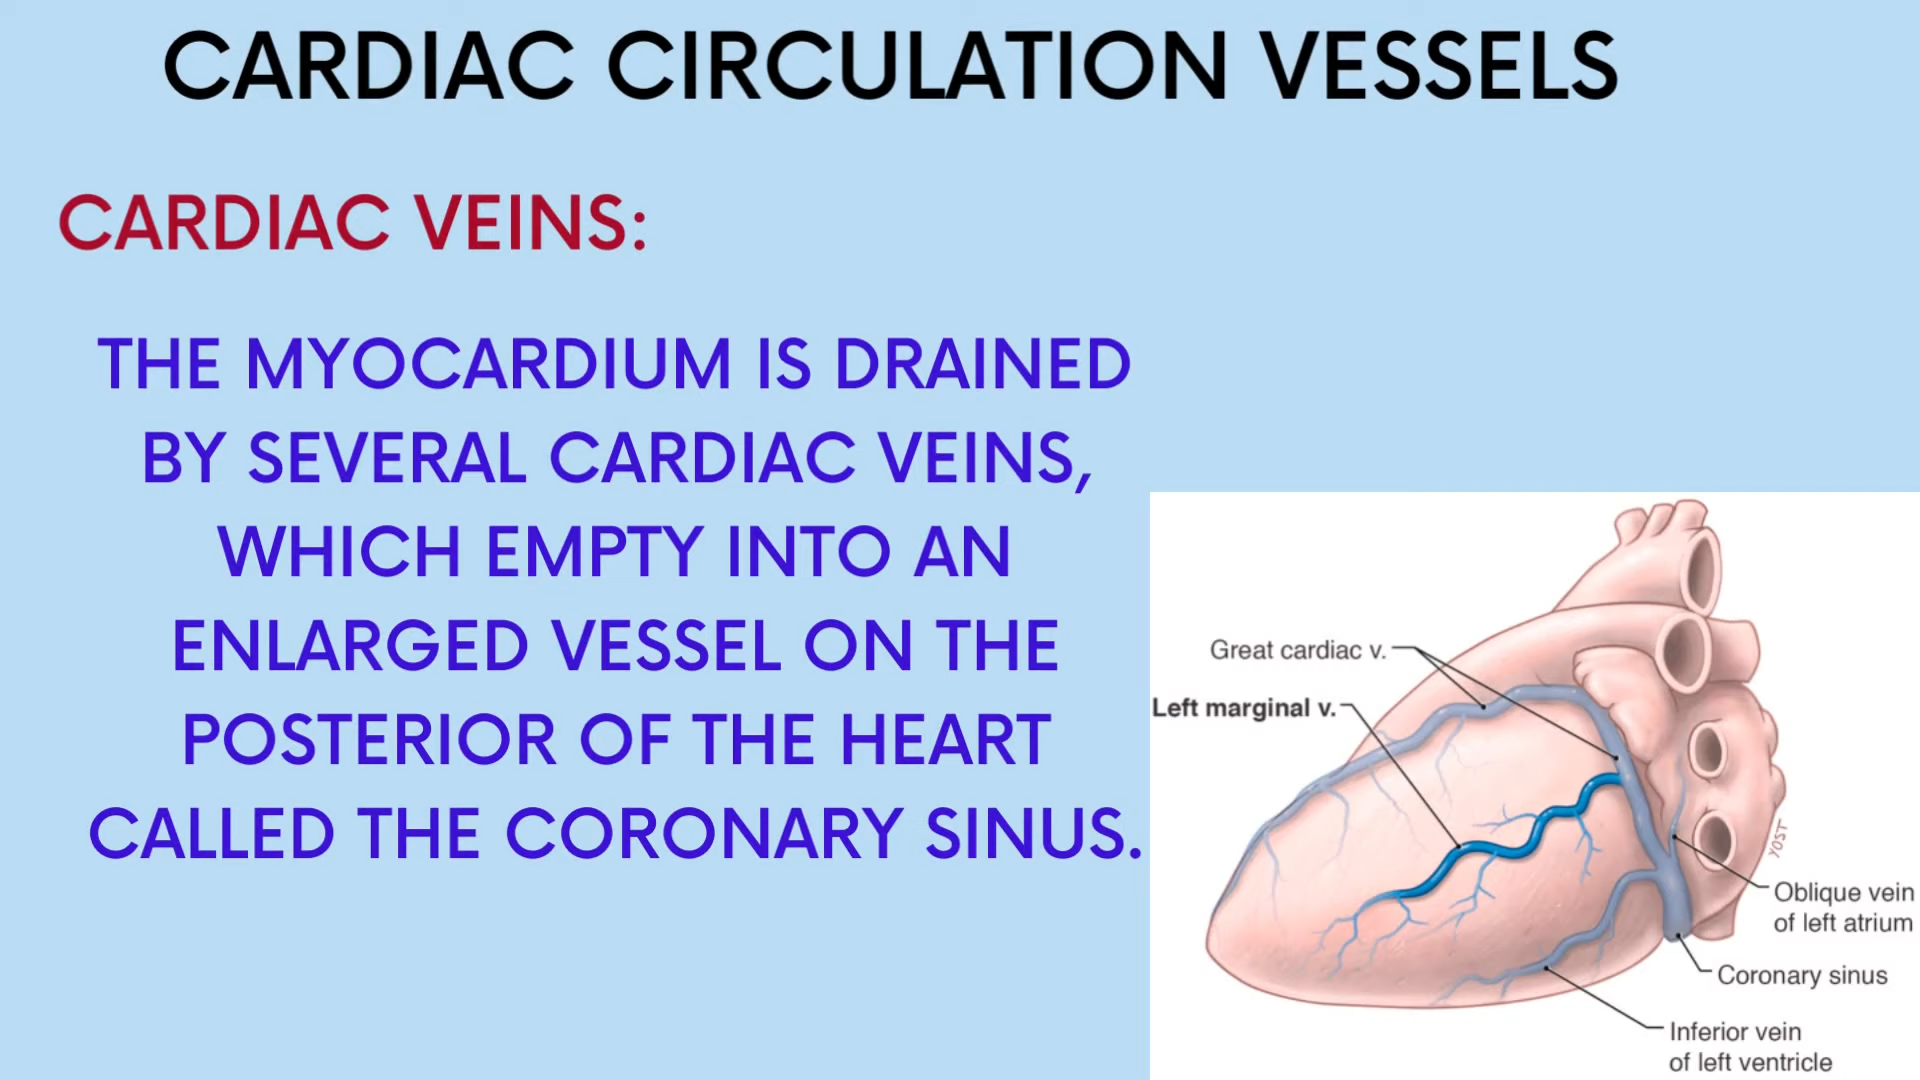 CARDIAC CIRCULATION VESSELS
CARDIAC VEINS:
THE MYOCARDIUM IS DRAINED
BY SEVERAL CARDIAC VEINS,
WHICH EMPTY INTO AN
ENLARGED VESSEL ON THE
POSTERIOR OF THE HEART
CALLED THE CORONARY SINUS.
Great cardiac v.
Left marginal v.
YOST
Oblique vein
of left atrium
Coronary sinus
Inferior vein
of left ventricle